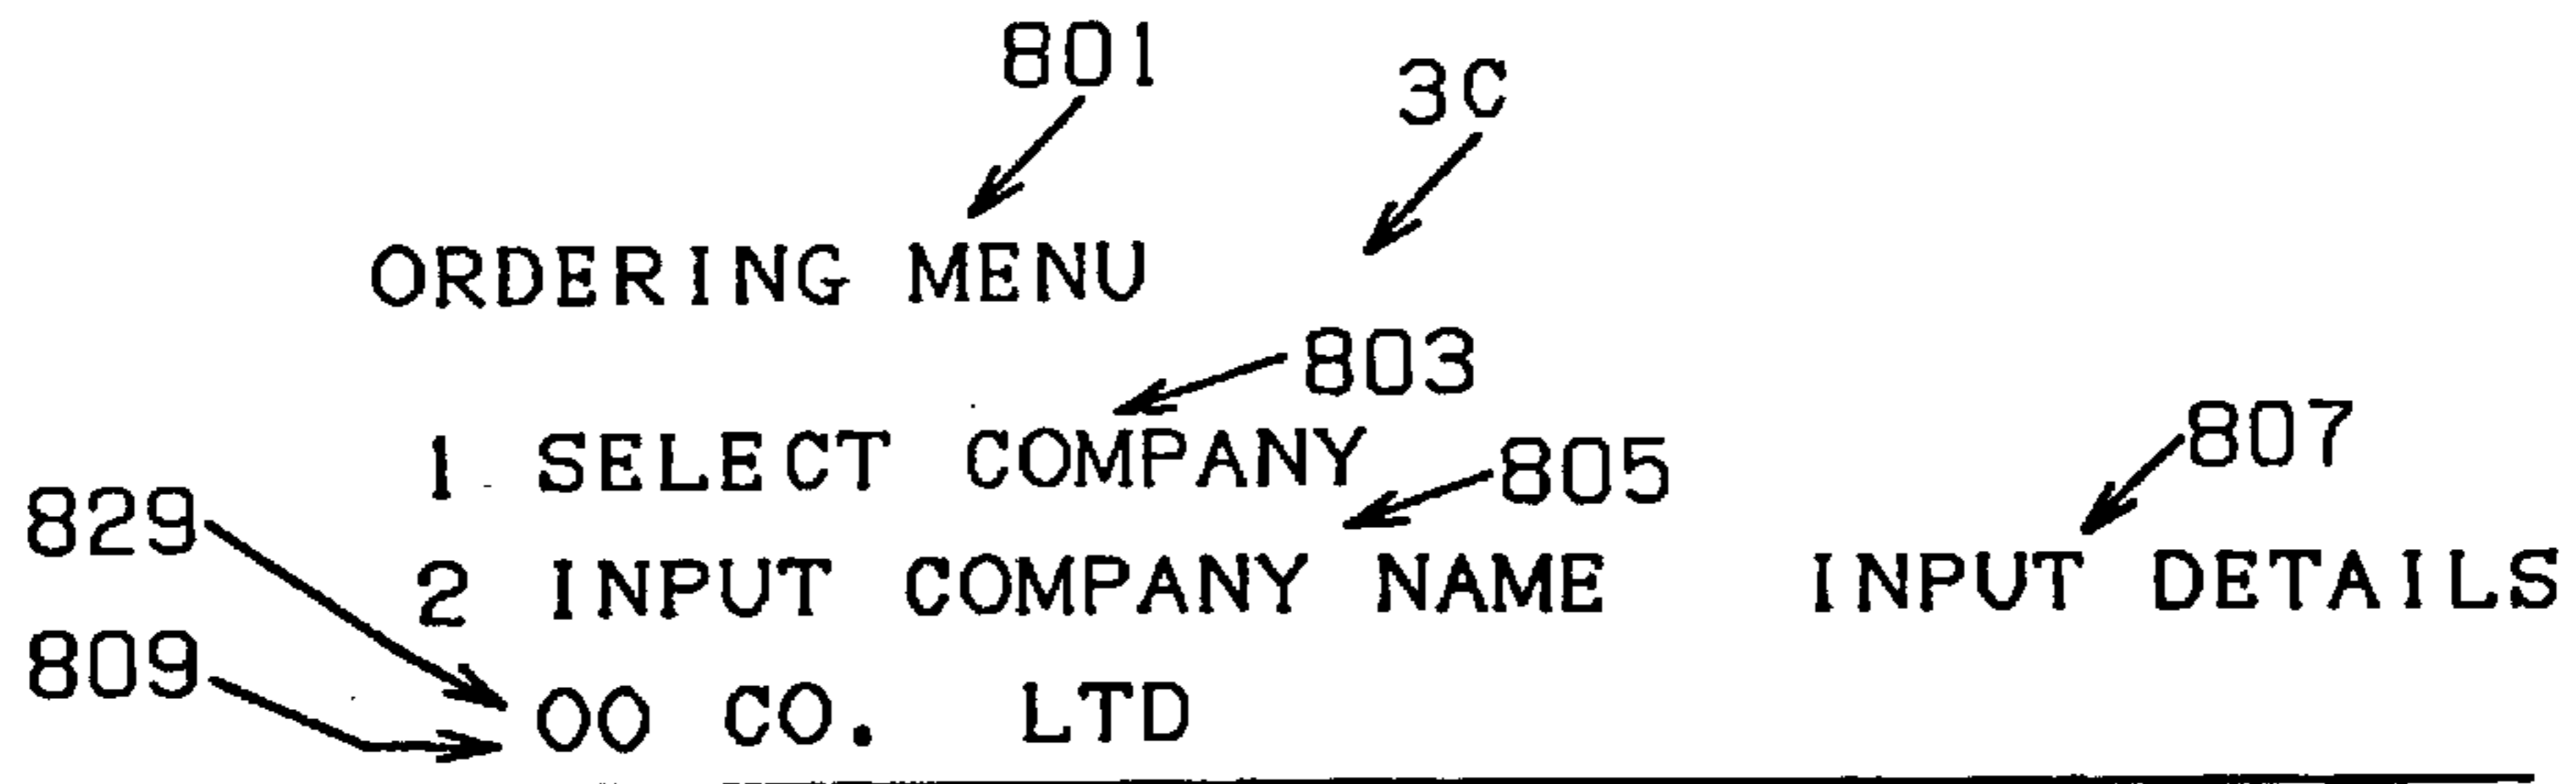 801
3C
ORDERING MENU
803
1 SELECT COMPANY
807
805
829
2 INPUT COMPANY NAME INPUT DETAILS
809
OO CO. LTD